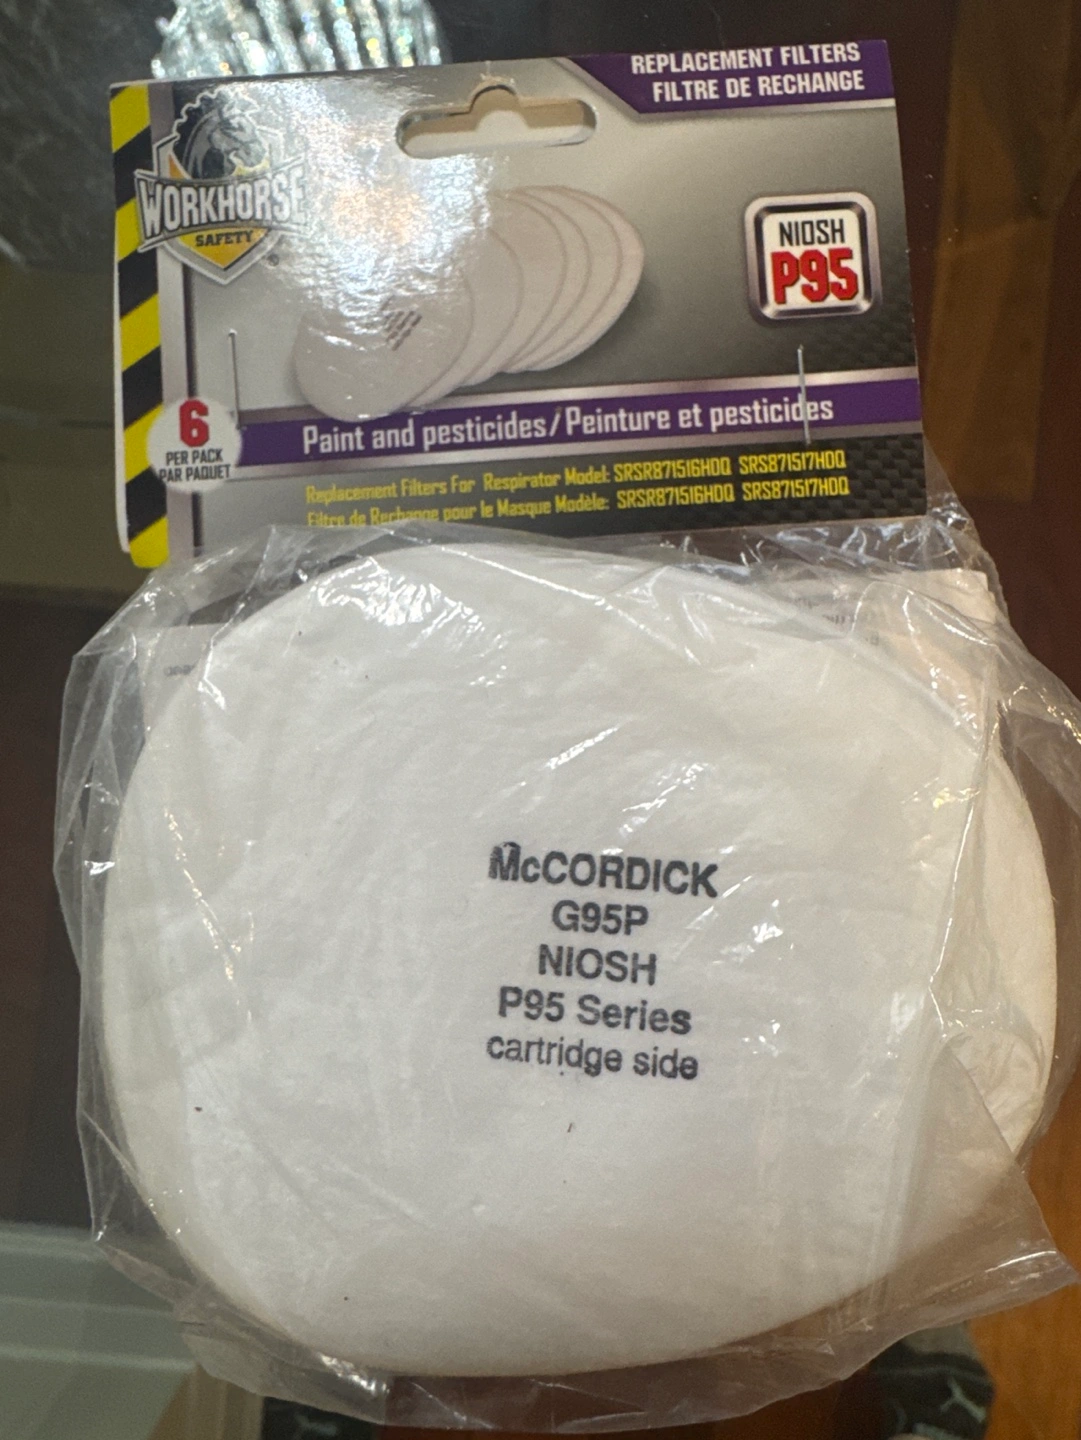 REPLACEMENT FILTERS
FILTRE DE RECHANGE
WORKHORSE
SAFETY
NIOSH
P95
6
PER PACK
PAR PAQUET
Paint and pesticides/Peinture et pesticides
Replacement Filters For Respirator Model: SRSR871516HDQ SRS871517HDQ
Filtre de Rechange pour le Masque Modèle: SRSR871516HDQ SRS871517HDQ
McCORDICK
G95P
NIOSH
P95 Series
cartridge side